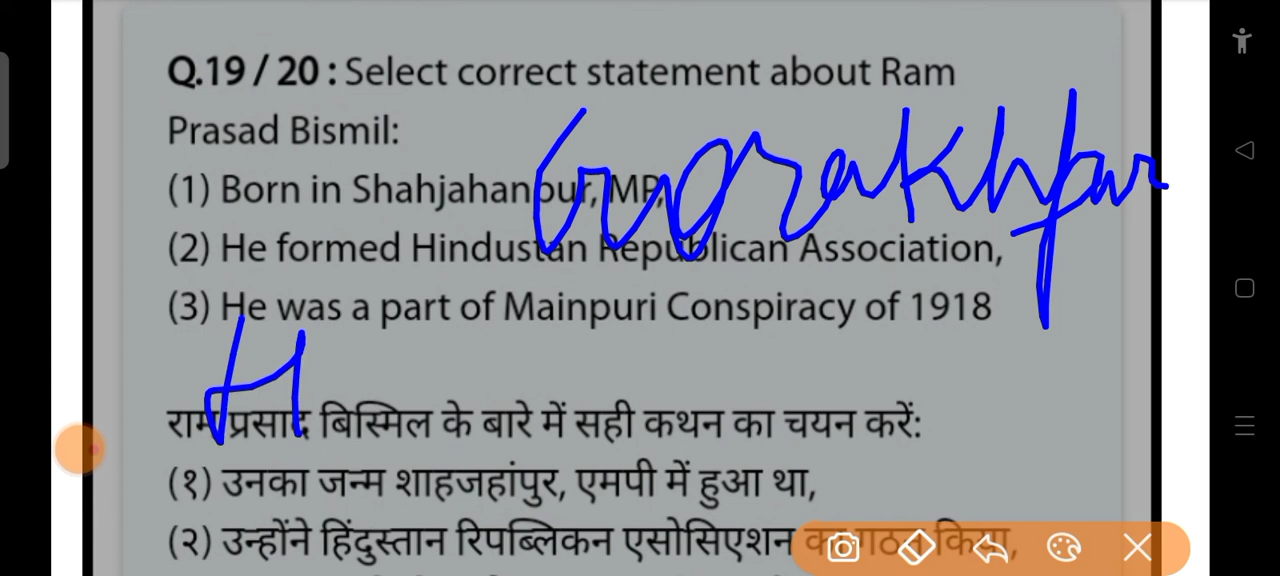 Q.19 / 20 : Select correct statement about Ram
Prasad Bismil:
(1) Born in Shahjahanpur, MP,
Gorakhpur
(2) He formed Hindustan Republican Association,
(3) He was a part of Mainpuri Conspiracy of 1918
H
राम प्रसाद बिस्मिल के बारे में सही कथन का चयन करें:
(१) उनका जन्म शाहजहांपुर, एमपी में हुआ था,
(२) उन्होंने हिंदुस्तान रिपब्लिकन एसोसिएशन का गठन किया,